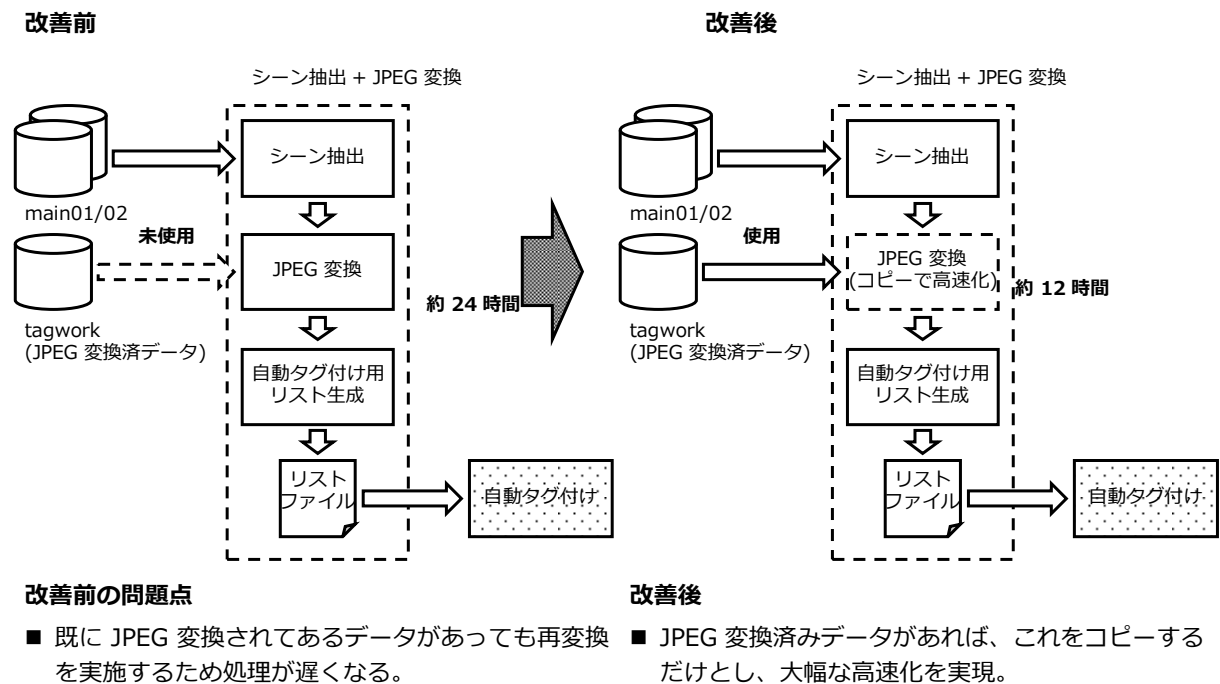 改善前
シーン抽出 + JPEG 変換
シーン抽出
main01/02
未使用
JPEG 変換
約 24 時間
tagwork
(JPEG 変換済データ)
自動タグ付け用
リスト生成
リスト
ファイル
自動タグ付け
改善後
シーン抽出 + JPEG 変換
シーン抽出
main01/02
使用
JPEG 変換
(コピーで高速化)
約 12 時間
tagwork
(JPEG 変換済データ)
自動タグ付け用
リスト生成
リスト
ファイル
自動タグ付け
改善前の問題点
■ 既に JPEG 変換されてあるデータがあっても再変換
を実施するため処理が遅くなる。
改善後
■ JPEG 変換済みデータがあれば、これをコピーする
だけとし、大幅な高速化を実現。